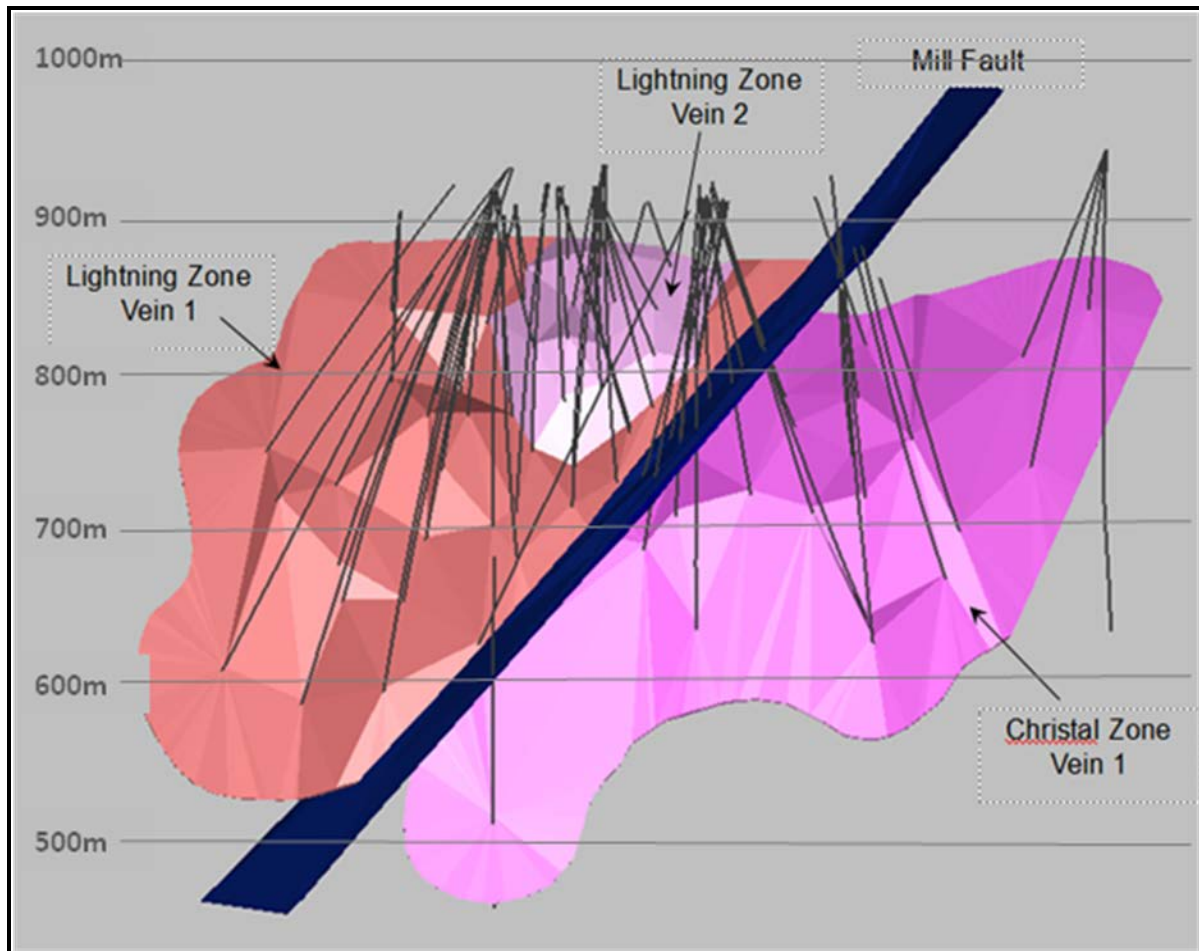 1000m
Mill Fault
Lightning Zone
Vein 2
900m
Lightning Zone
Vein 1
800m
700m
600m
Christal Zone
Vein 1
500m